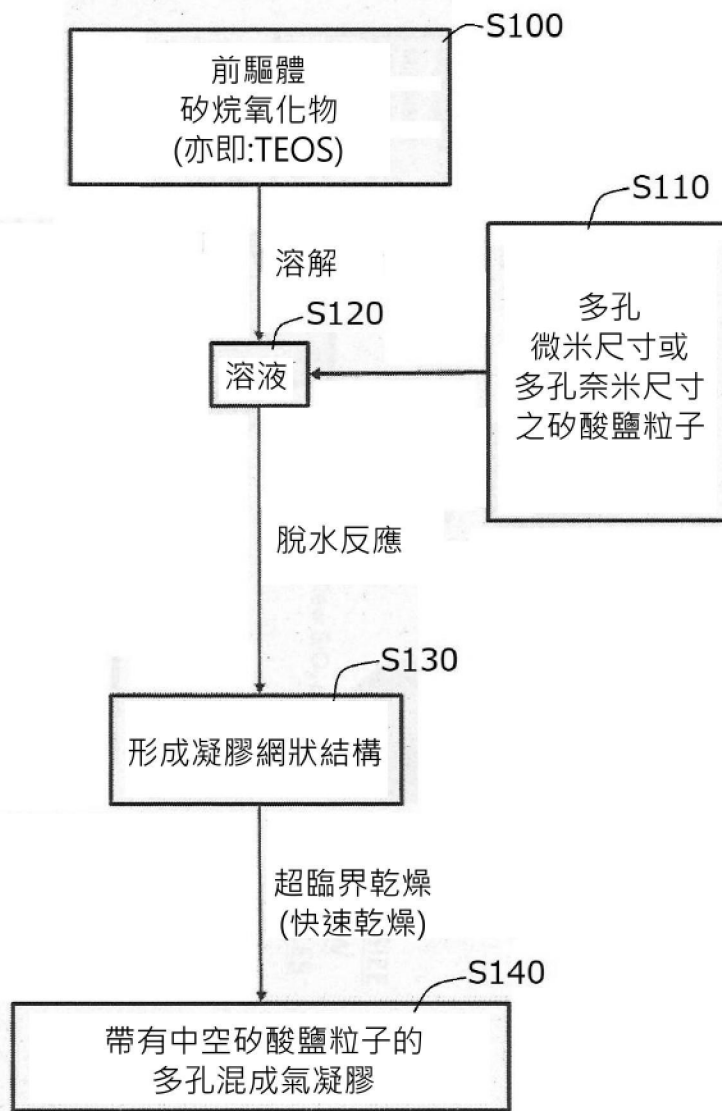 S100
前驅體
矽烷氧化物
(亦即:TEOS)
S110
溶解
多孔
微米尺寸或
多孔奈米尺寸
之矽酸鹽粒子
S120
溶液
脫水反應
S130
形成凝膠網狀結構
超臨界乾燥
(快速乾燥)
S140
帶有中空矽酸鹽粒子的
多孔混成氣凝膠